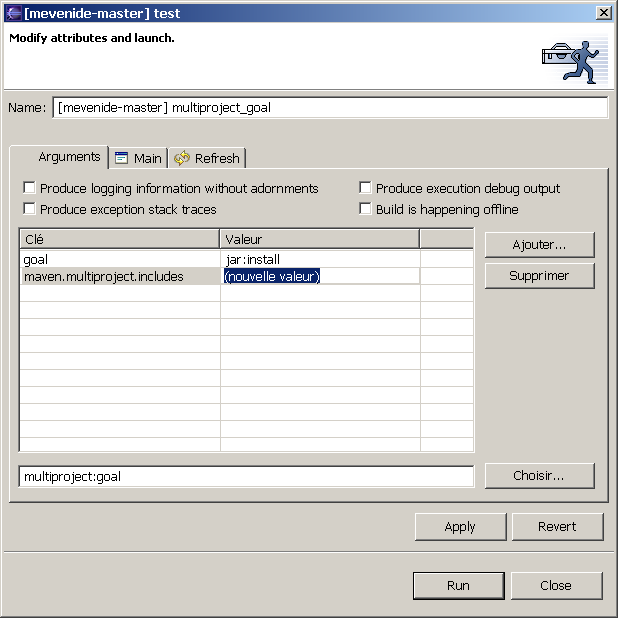 [mevenide-master] test
Modify attributes and launch.
Name: [mevenide-master] multiproject_goal
Arguments Main Refresh
Produce logging information without adornments Produce execution debug output
Produce exception stack traces Build is happening offline
Clé Valeur Ajouter...
goal jar:install
maven.multiproject.includes (nouvelle valeur) Supprimer
multiproject:goal Choisir...
Apply Revert
Run Close